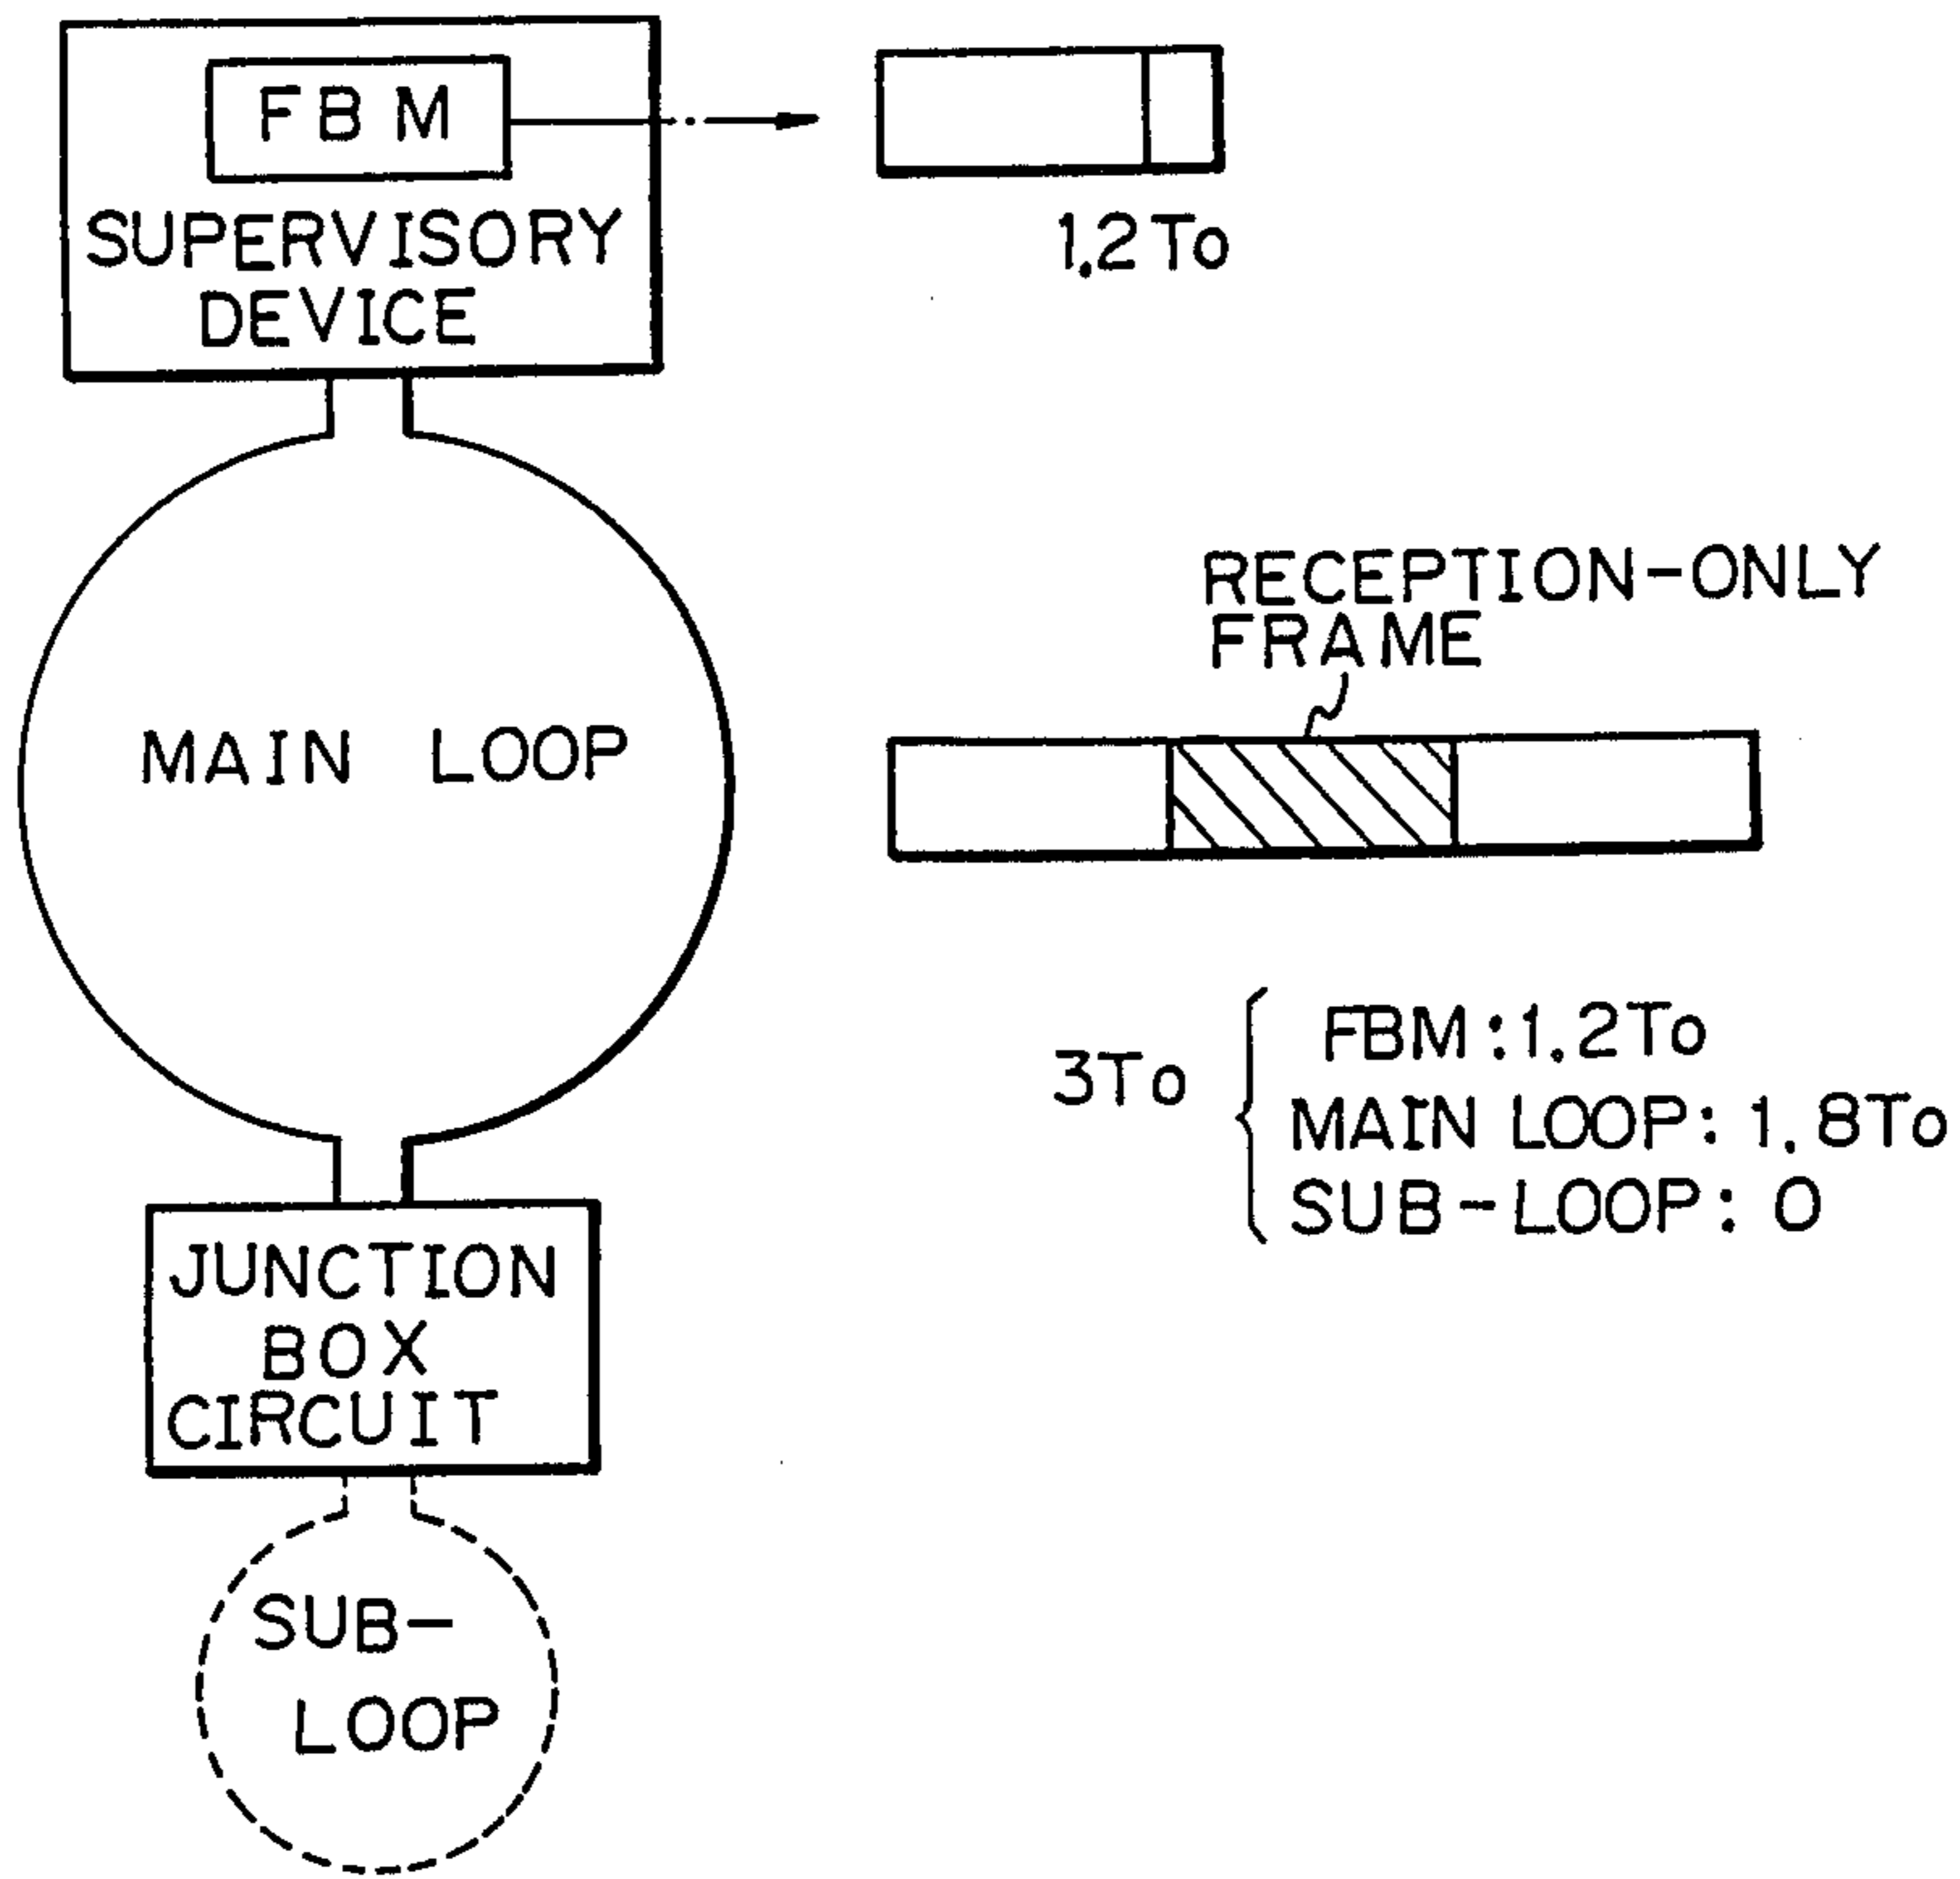 FBM
SUPERVISORY
DEVICE
1.2To
MAIN LOOP
RECEPTION-ONLY
FRAME
3To
FBM:1.2To
MAIN LOOP: 1.8To
SUB-LOOP: 0
JUNCTION
BOX
CIRCUIT
SUB-
LOOP